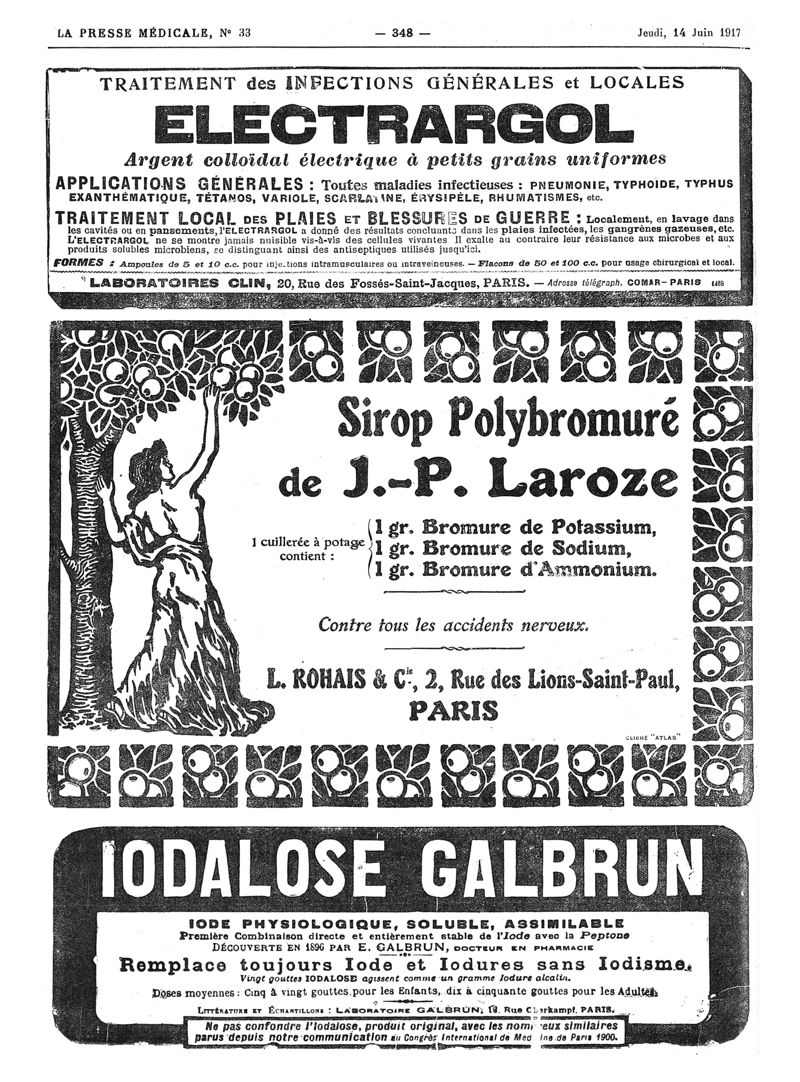 LA PRESSE MÉDICALE, N° 33
— 348 —
Jeudi, 14 Juin 1917
TRAITEMENT des INFECTIONS GÉNÉRALES et LOCALES
ELECTRARGOL
Argent colloïdal électrique à petits grains uniformes
APPLICATIONS GÉNÉRALES : Toutes maladies infectieuses : PNEUMONIE, TYPHOIDE, TYPHUS
EXANTHÉMATIQUE, TÉTANOS, VARIOLE, SCARLATINE, ÉRYSIPÈLE, RHUMATISMES, etc.
TRAITEMENT LOCAL DES PLAIES ET BLESSURES DE GUERRE : Localement, en lavage dans
les cavités ou en pansements, l'ELECTRARGOL a donné des résultats concluants dans les plaies infectées, les gangrènes gazeuses, etc.
L'ELECTRARGOL ne se montre jamais nuisible vis-à-vis des cellules vivantes Il exalte au contraire leur résistance aux microbes et aux
produits solubles microbiens, se distinguant ainsi des antiseptiques utilisés jusqu'ici.
FORMES : Ampoules de 5 et 10 c.c. pour injections intramusculaires ou intraveineuses. — Flacons de 50 et 100 c.c. pour usage chirurgical et local.
LABORATOIRES CLIN, 20, Rue des Fossés-Saint-Jacques, PARIS. — Adresse télégraph. COMAR-PARIS
Sirop Polybromuré
de J.-P. Laroze
1 cuillerée à potage contient :
1 gr. Bromure de Potassium,
1 gr. Bromure de Sodium,
1 gr. Bromure d'Ammonium.
Contre tous les accidents nerveux.
L. ROHAIS & Cie, 2, Rue des Lions-Saint-Paul,
PARIS
CLICHÉ "ATLAS"
IODALOSE GALBRUN
IODE PHYSIOLOGIQUE, SOLUBLE, ASSIMILABLE
Première Combinaison directe et entièrement stable de l'Iode avec la Peptone
DÉCOUVERTE EN 1896 PAR E. GALBRUN, DOCTEUR EN PHARMACIE
Remplace toujours Iode et Iodures sans Iodisme.
Vingt gouttes IODALOSE agissent comme un gramme Iodure alcalin.
Doses moyennes : Cinq à vingt gouttes pour les Enfants, dix à cinquante gouttes pour les Adultes.
LITTÉRATURE ET ÉCHANTILLONS : LABORATOIRE GALBRUN, Rue Oberkampf, PARIS.
Ne pas confondre l'Iodalose, produit original, avec les nombreux similaires
parus depuis notre communication au Congrès International de Médecine de Paris 1900.